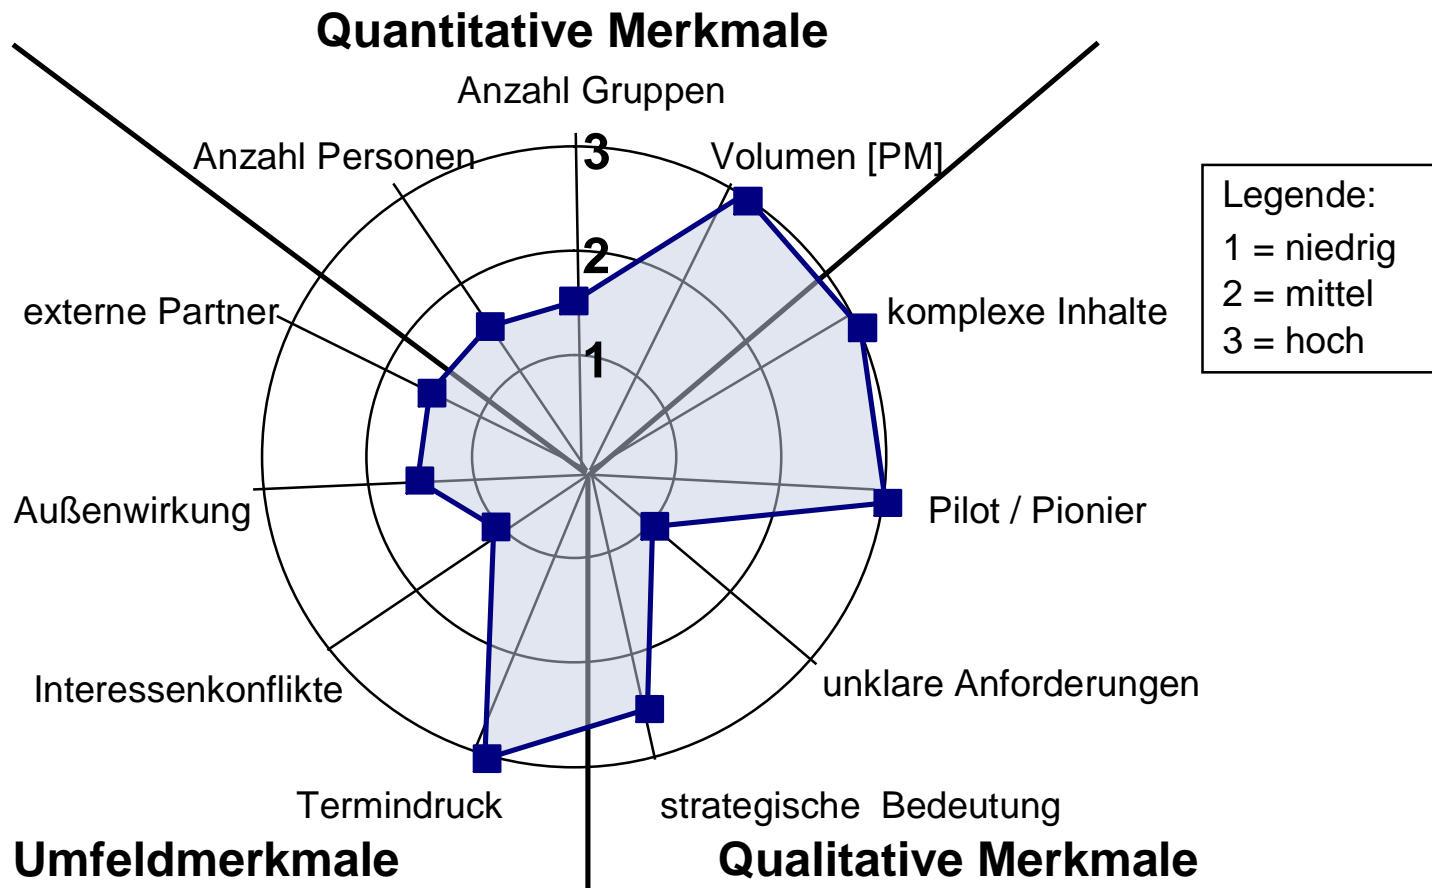 Quantitative Merkmale
Anzahl Gruppen
3
Anzahl Personen
Volumen [PM]
Legende:
1 = niedrig
2 = mittel
3 = hoch
2
externe Partner
komplexe Inhalte
1
Außenwirkung
Pilot / Pionier
Interessenkonflikte
unklare Anforderungen
Termindruck
strategische Bedeutung
Umfeldmerkmale
Qualitative Merkmale